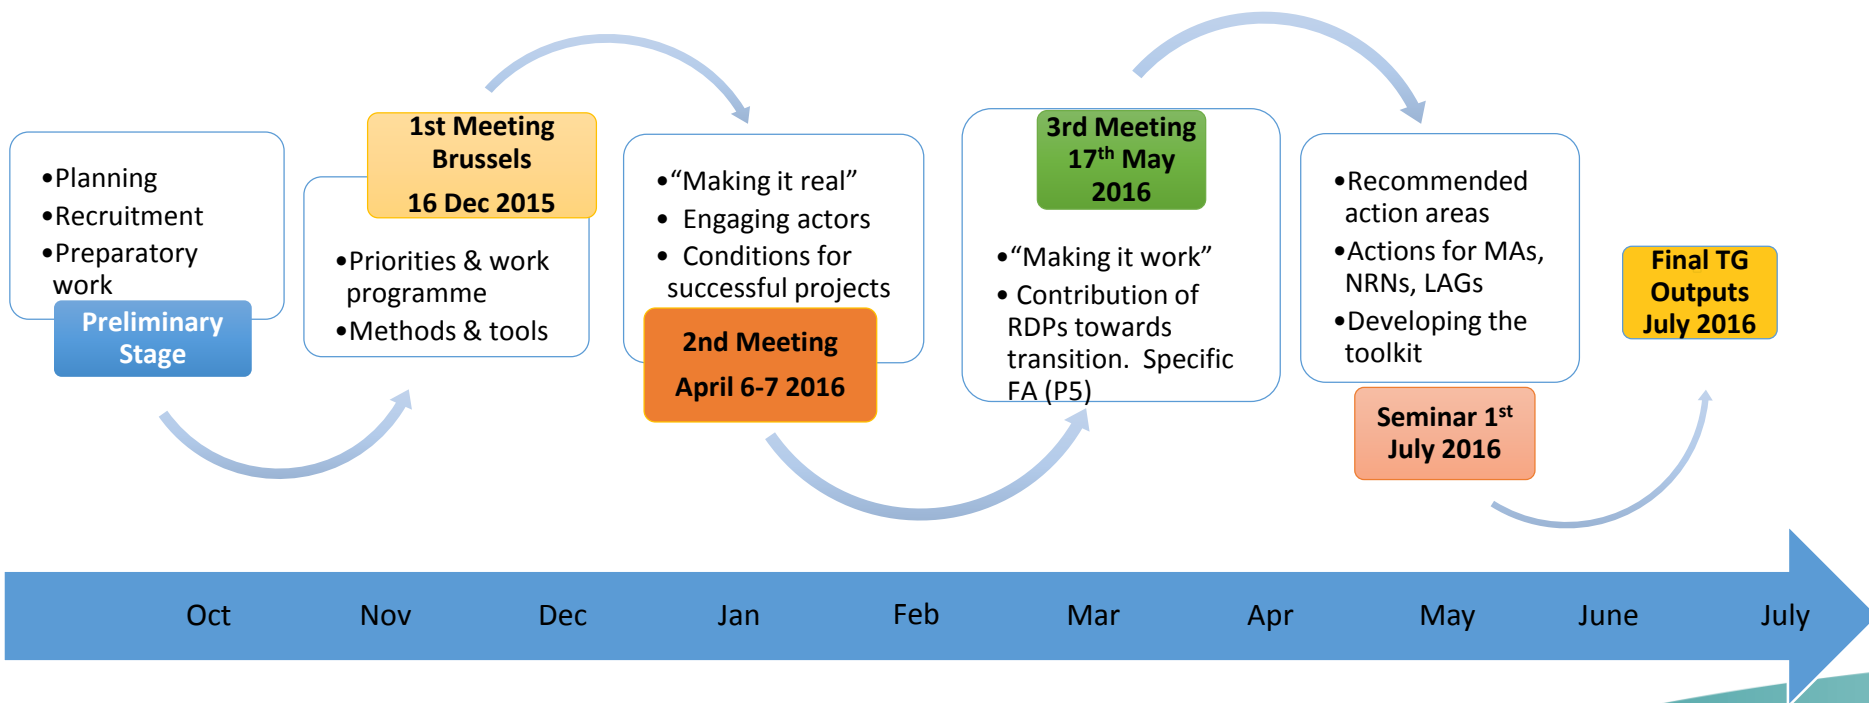 •Planning
•Recruitment
•Preparatory
work
Preliminary
Stage
1st Meeting
Brussels
16 Dec 2015
•Priorities & work
programme
•Methods & tools
•“Making it real”
• Engaging actors
• Conditions for
successful projects
2nd Meeting
April 6-7 2016
3rd Meeting
17th May
2016
•“Making it work”
• Contribution of
RDPs towards
transition. Specific
FA (P5)
•Recommended
action areas
•Actions for MAs,
NRNs, LAGs
•Developing the
toolkit
Seminar 1st
July 2016
Final TG
Outputs
July 2016
Oct Nov Dec Jan Feb Mar Apr May June July